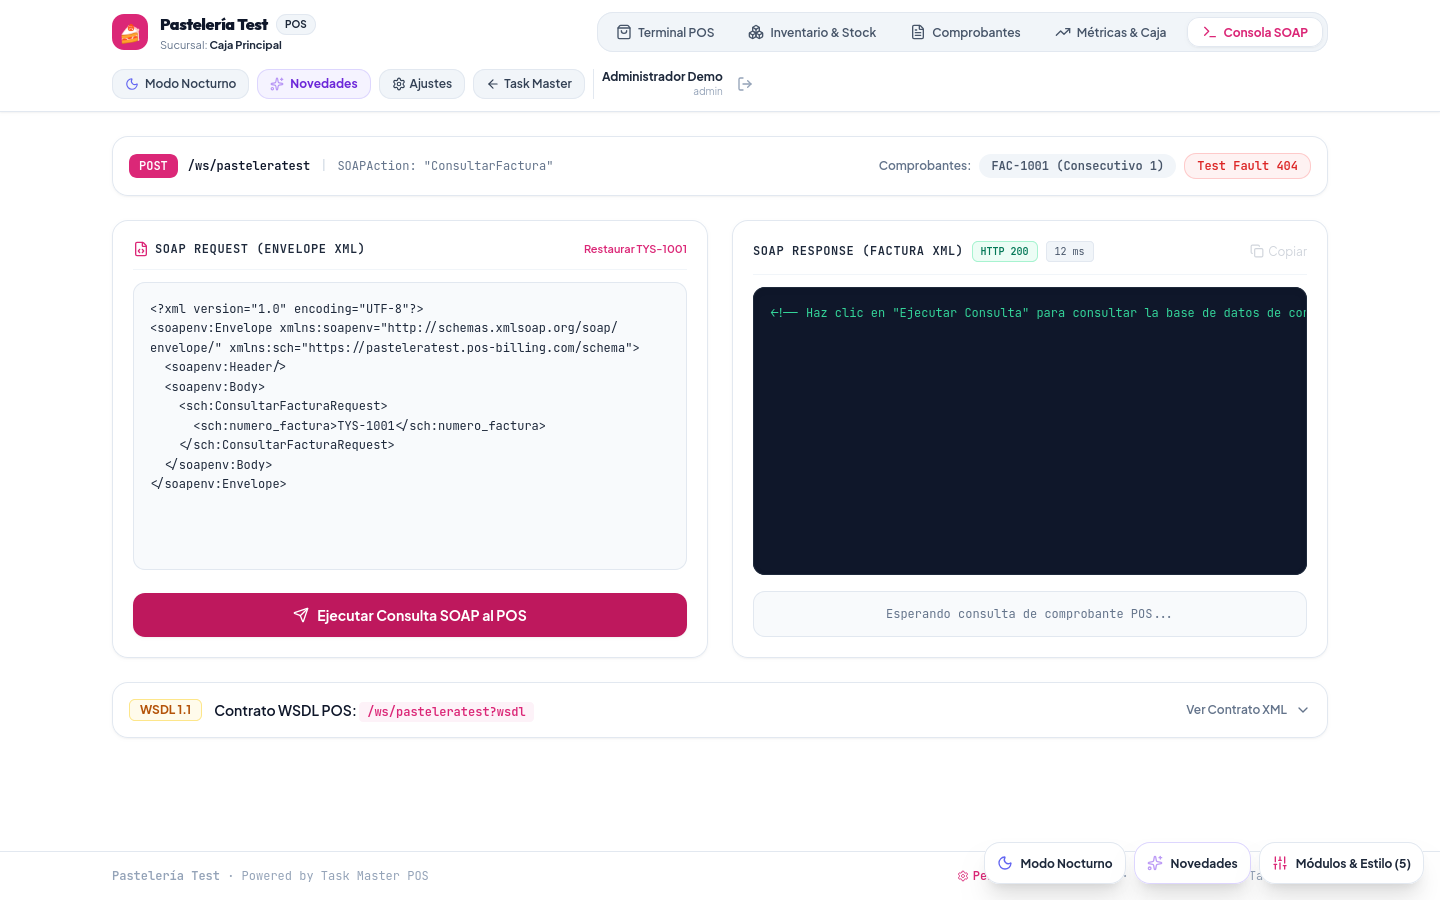 Pastelería Test POS
Sucursal: Caja Principal
Terminal POS Inventario & Stock Comprobantes Métricas & Caja Consola SOAP
Modo Nocturno Novedades Ajustes Task Master Administrador Demo
admin
POST /ws/pasteleratest SOAPAction: "ConsultarFactura" Comprobantes: FAC-1001 (Consecutivo 1) Test Fault 404
SOAP REQUEST (ENVELOPE XML) Restaurar TYS-1001
<?xml version="1.0" encoding="UTF-8"?>
<soapenv:Envelope xmlns:soapenv="http://schemas.xmlsoap.org/soap/
envelope/" xmlns:sch="https://pasteleratest.pos-billing.com/schema">
<soapenv:Header/>
<soapenv:Body>
<sch:ConsultarFacturaRequest>
<sch:numero_factura>TYS-1001</sch:numero_factura>
</sch:ConsultarFacturaRequest>
</soapenv:Body>
</soapenv:Envelope>
Ejecutar Consulta SOAP al POS
SOAP RESPONSE (FACTURA XML) HTTP 200 12 ms Copiar
<!-- Haz clic en "Ejecutar Consulta" para consultar la base de datos de
Esperando consulta de comprobante POS...
WSDL 1.1 Contrato WSDL POS: /ws/pasteleratest?wsdl Ver Contrato XML
Pastelería Test · Powered by Task Master POS
Modo Nocturno Novedades Módulos & Estilo (5)